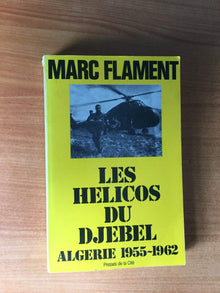 MARC FLAMENT
LES
HELICOS
DU
DJEBEL
ALGERIE 1955-1962
Presses de la Cité